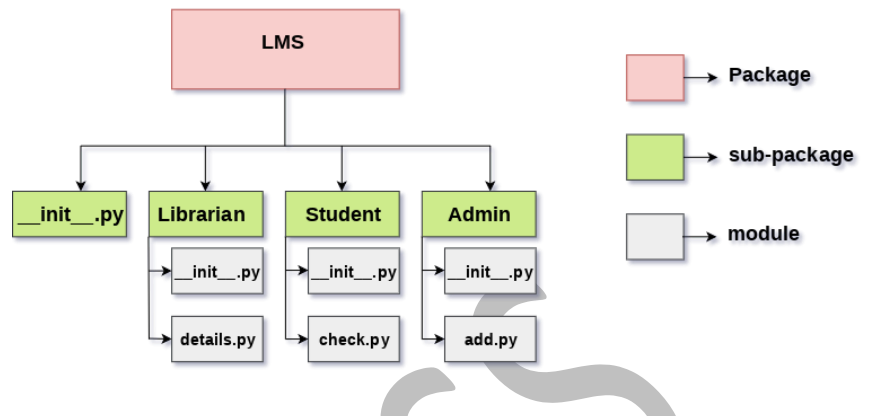 LMS
Package
sub-package
module
__init__.py
Librarian
Student
Admin
__init__.py
__init__.py
__init__.py
details.py
check.py
add.py